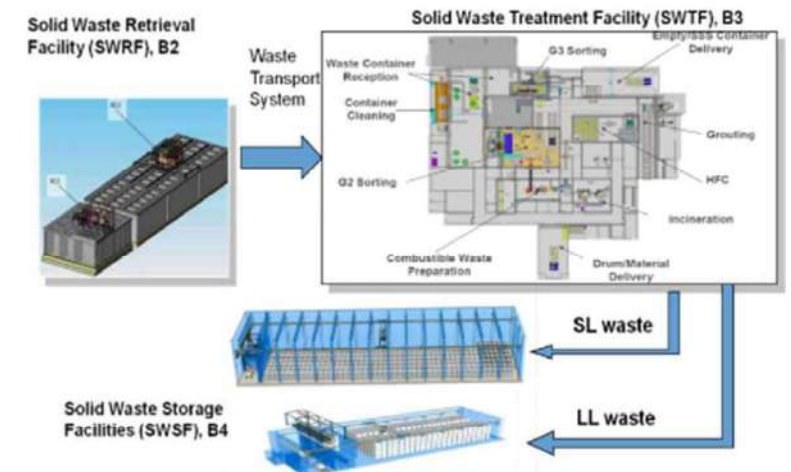 Solid Waste Retrieval
Facility (SWRF), B2
Waste
Transport
System
Solid Waste Treatment Facility (SWTF), B3
Empty/SSS Container
Delivery
G3 Sorting
Waste Container
Reception
Container
Cleaning
Grouting
G2 Sorting
HFC
Incineration
Combustible Waste
Preparation
Drum/Material
Delivery
SL waste
Solid Waste Storage
Facilities (SWSF), B4
LL waste